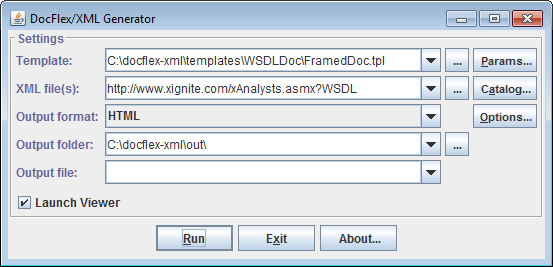 DocFlex/XML Generator
Settings
Template: C:\docflex-xml\templates\WSDLDoc\FramedDoc.tpl ... Params...
XML file(s): http://www.xignite.com/xAnalysts.asmx?WSDL ... Catalog...
Output format: HTML Options...
Output folder: C:\docflex-xml\out\ ...
Output file:
Launch Viewer
Run Exit About...